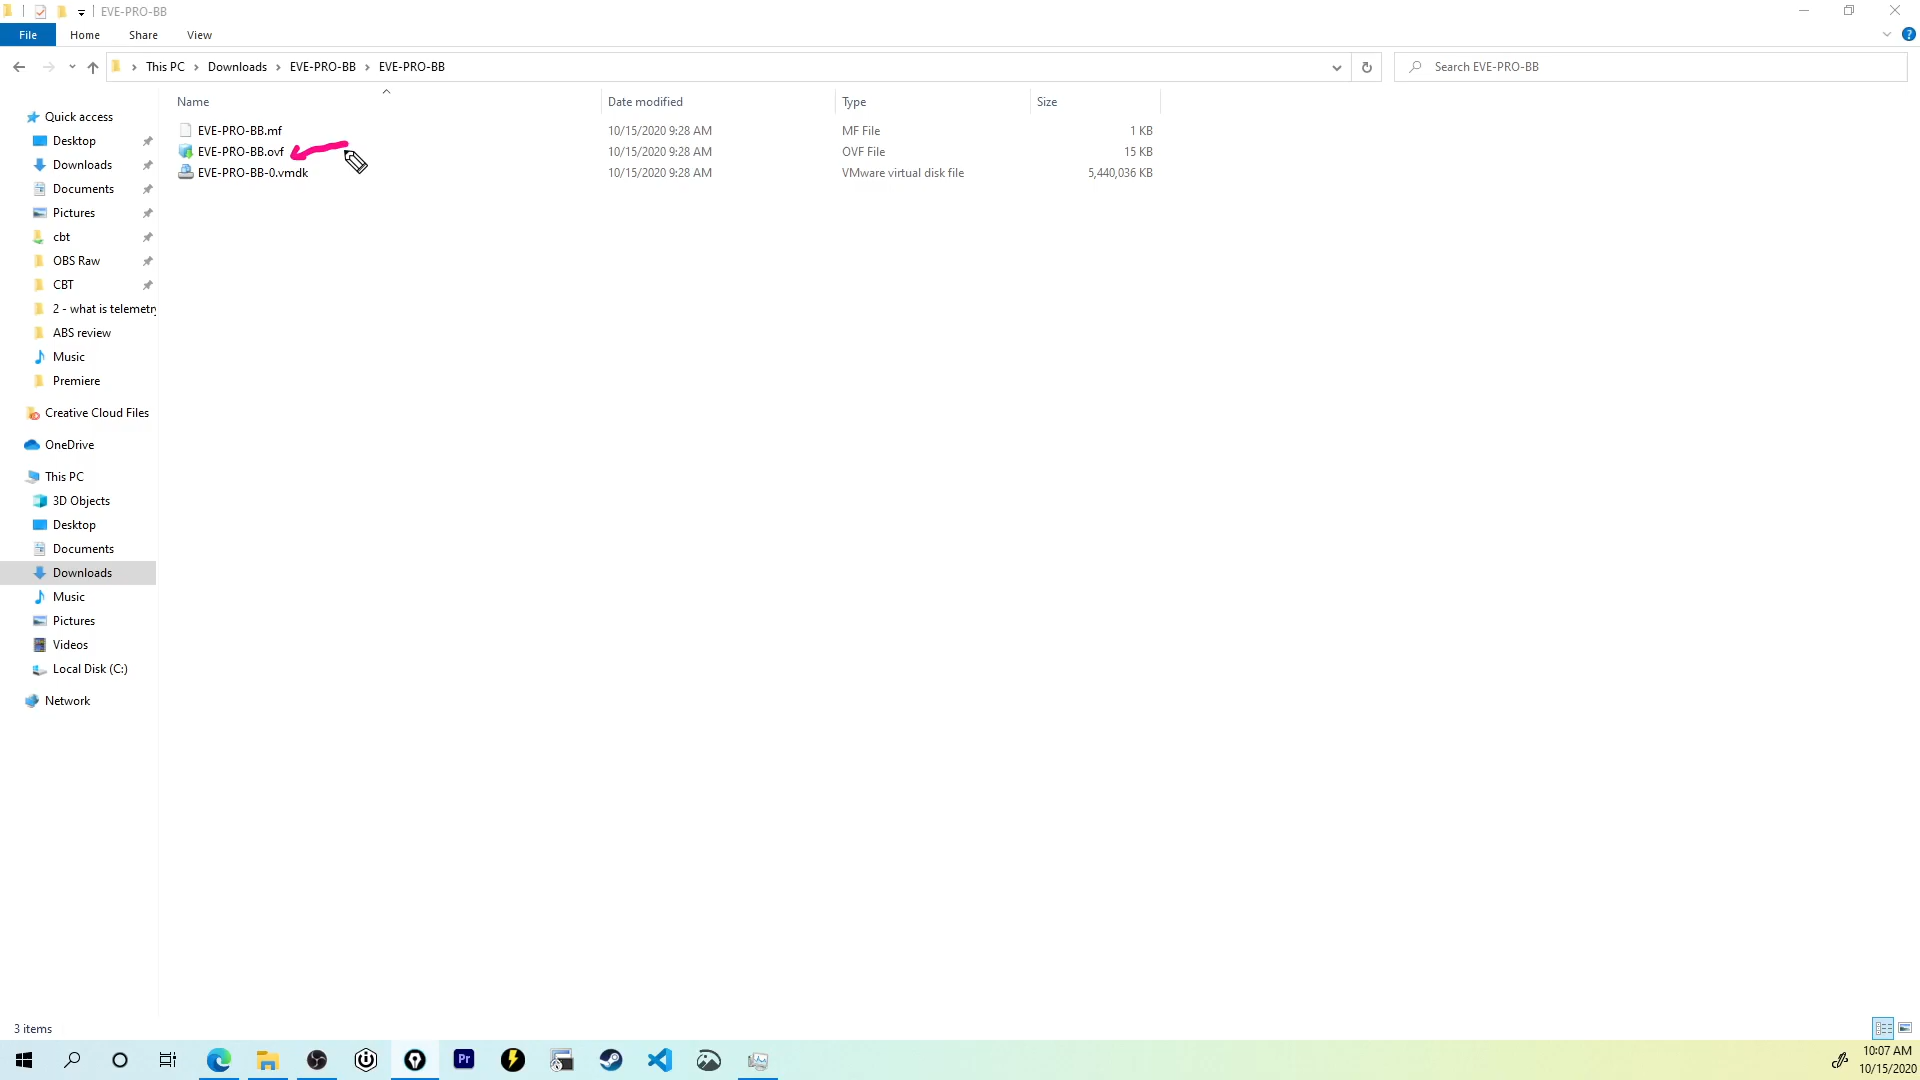 EVE-PRO-BB
File Home Share View
This PC Downloads EVE-PRO-BB EVE-PRO-BB
Search EVE-PRO-BB
Name Date modified Type Size
EVE-PRO-BB.mf 10/15/2020 9:28 AM MF File 1 KB
EVE-PRO-BB.ovf 10/15/2020 9:28 AM OVF File 15 KB
EVE-PRO-BB-0.vmdk 10/15/2020 9:28 AM VMware virtual disk file 5,440,036 KB
Quick access
Desktop
Downloads
Documents
Pictures
cbt
OBS Raw
CBT
2 - what is telemetry
ABS review
Music
Premiere
Creative Cloud Files
OneDrive
This PC
3D Objects
Desktop
Documents
Downloads
Music
Pictures
Videos
Local Disk (C:)
Network
3 items
Pr
10:07 AM
10/15/2020